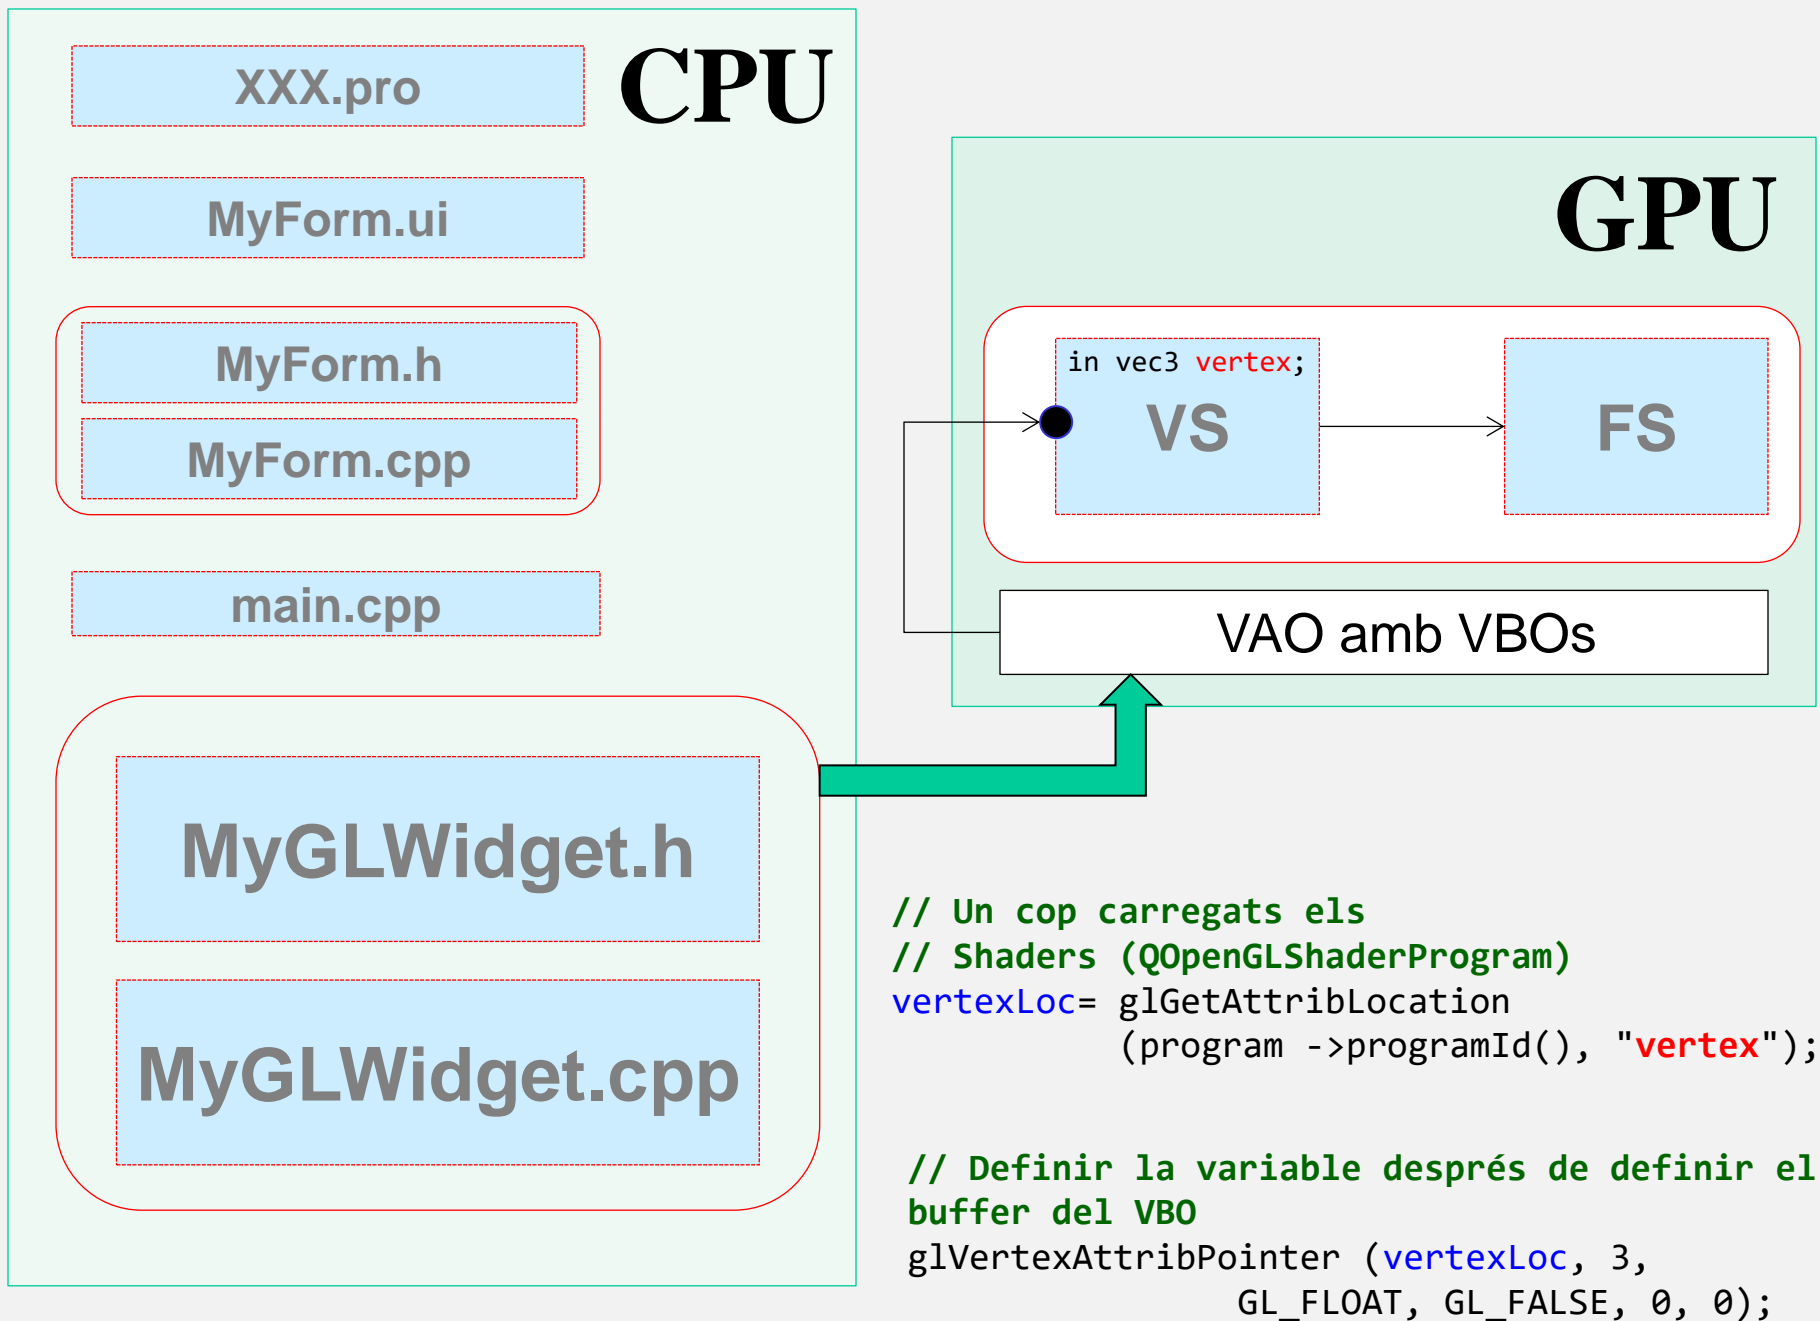 CPU
XXX.pro
MyForm.ui
MyForm.h
MyForm.cpp
main.cpp
MyGLWidget.h
MyGLWidget.cpp
GPU
in vec3 vertex;
VS
FS
VAO amb VBOs
// Un cop carregats els
// Shaders (QOpenGLShaderProgram)
vertexLoc= glGetAttribLocation
(program ->programId(), "vertex");
// Definir la variable després de definir el
buffer del VBO
glVertexAttribPointer (vertexLoc, 3,
GL_FLOAT, GL_FALSE, 0, 0);